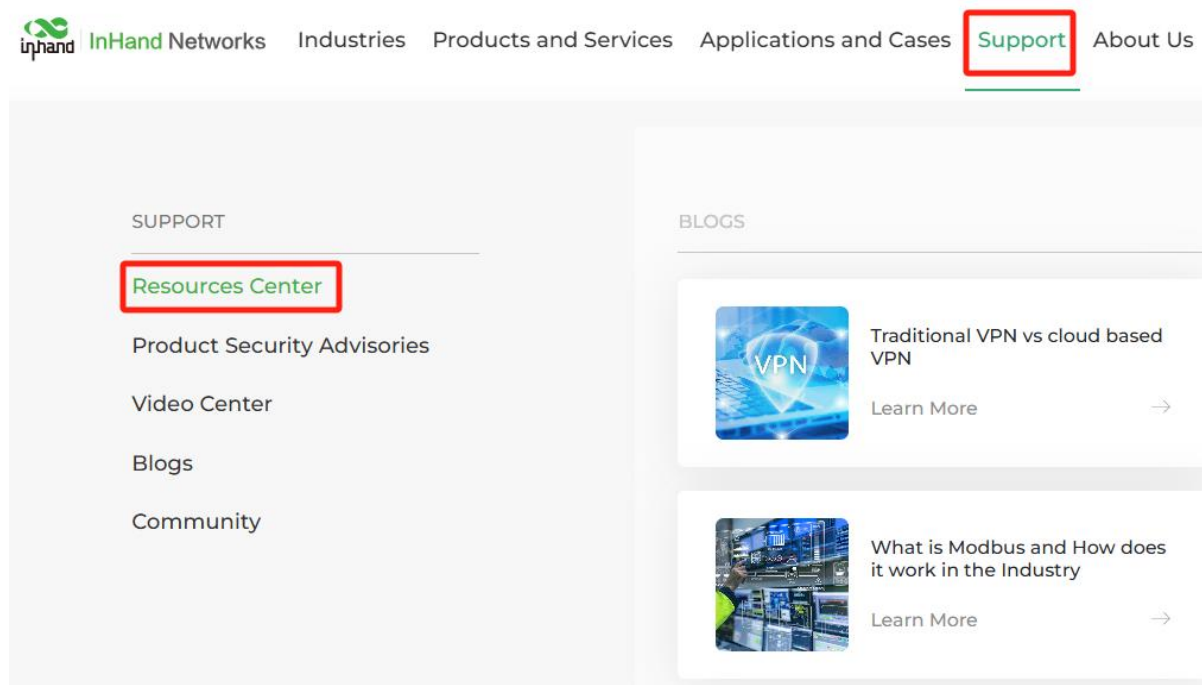 inhand InHand Networks Industries Products and Services Applications and Cases Support About Us
SUPPORT
Resources Center
Product Security Advisories
Video Center
Blogs
Community
BLOGS
VPN
Traditional VPN vs cloud based
VPN
Learn More →
What is Modbus and How does
it work in the Industry
Learn More →